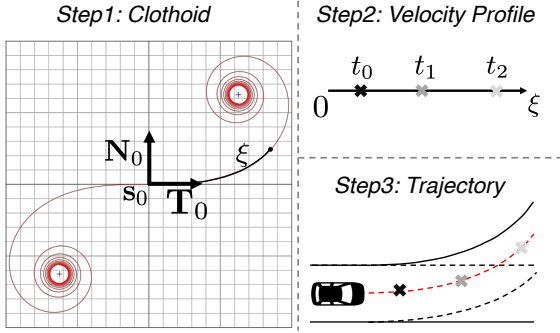 Step1: Clothoid
N₀
ξ
s₀
T₀
Step2: Velocity Profile
t₀ t₁ t₂
0 ξ
Step3: Trajectory